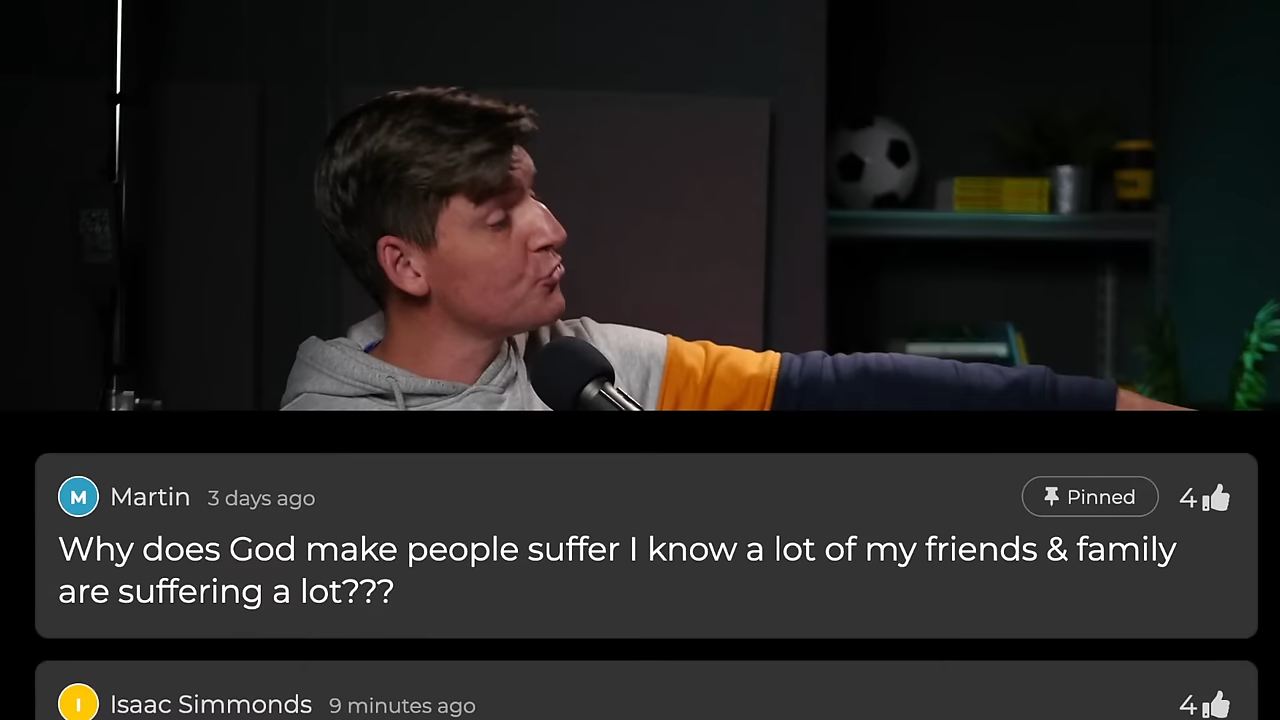 M Martin 3 days ago Pinned 4
Why does God make people suffer I know a lot of my friends & family
are suffering a lot???
I Isaac Simmonds 9 minutes ago 4